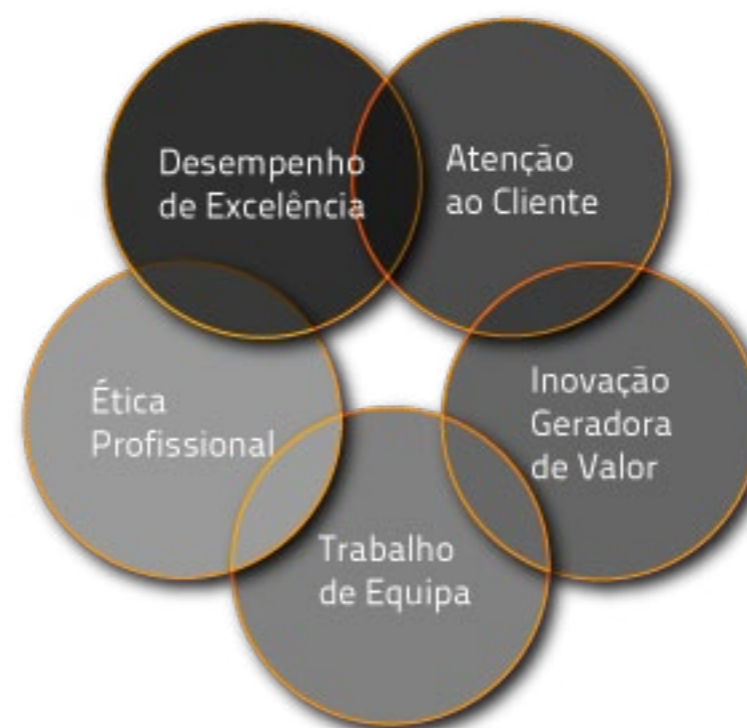 Desempenho
de Excelência
Atenção
ao Cliente
Inovação
Geradora
de Valor
Trabalho
de Equipa
Ética
Profissional